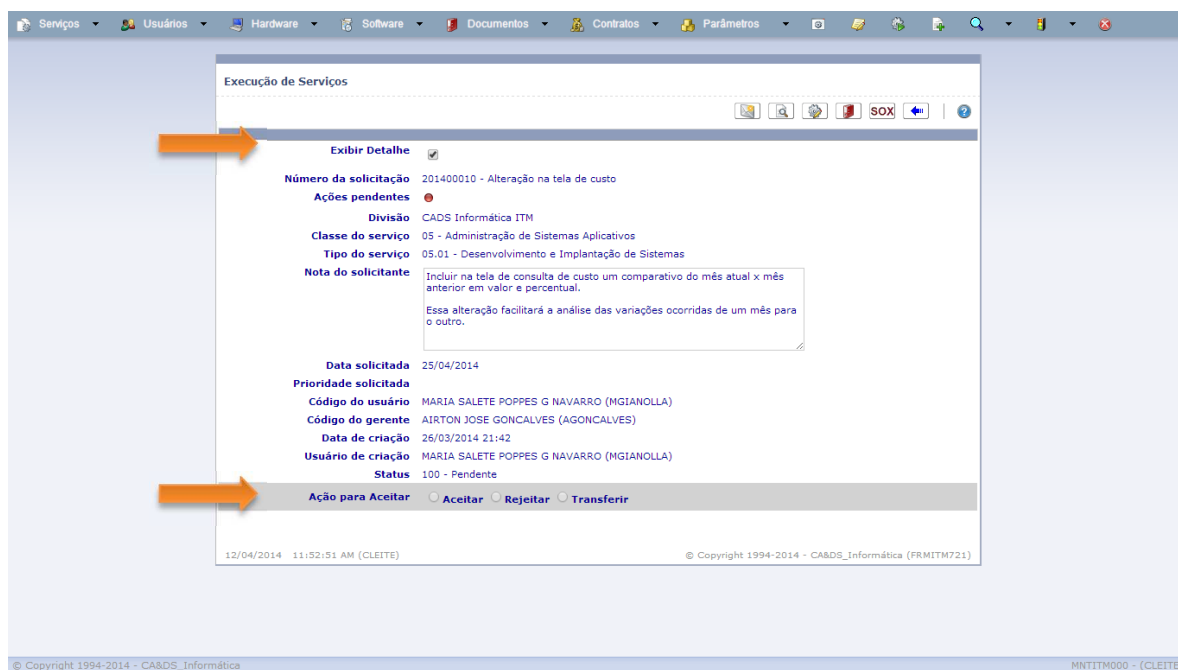 Serviços Usuários Hardware Software Documentos Contratos Parâmetros
Execução de Serviços
SOX
Exibir Detalhe
Número da solicitação 201400010 - Alteração na tela de custo
Ações pendentes
Divisão CADS Informática ITM
Classe do serviço 05 - Administração de Sistemas Aplicativos
Tipo do serviço 05.01 - Desenvolvimento e Implantação de Sistemas
Nota do solicitante Incluir na tela de consulta de custo um comparativo do mês atual x mês
anterior em valor e percentual.
Essa alteração facilitará a análise das variações ocorridas de um mês para
o outro.
Data solicitada 25/04/2014
Prioridade solicitada
Código do usuário MARIA SALETE POPPES G NAVARRO (MGIANOLLA)
Código do gerente AIRTON JOSE GONCALVES (AGONCALVES)
Data de criação 26/03/2014 21:42
Usuário de criação MARIA SALETE POPPES G NAVARRO (MGIANOLLA)
Status 100 - Pendente
Ação para Aceitar Aceitar Rejeitar Transferir
12/04/2014 11:52:51 AM (CLEITE) © Copyright 1994-2014 - CA&DS_Informática (FRMITM721)
© Copyright 1994-2014 - CA&DS_Informática MNTITM000 - (CLEITE